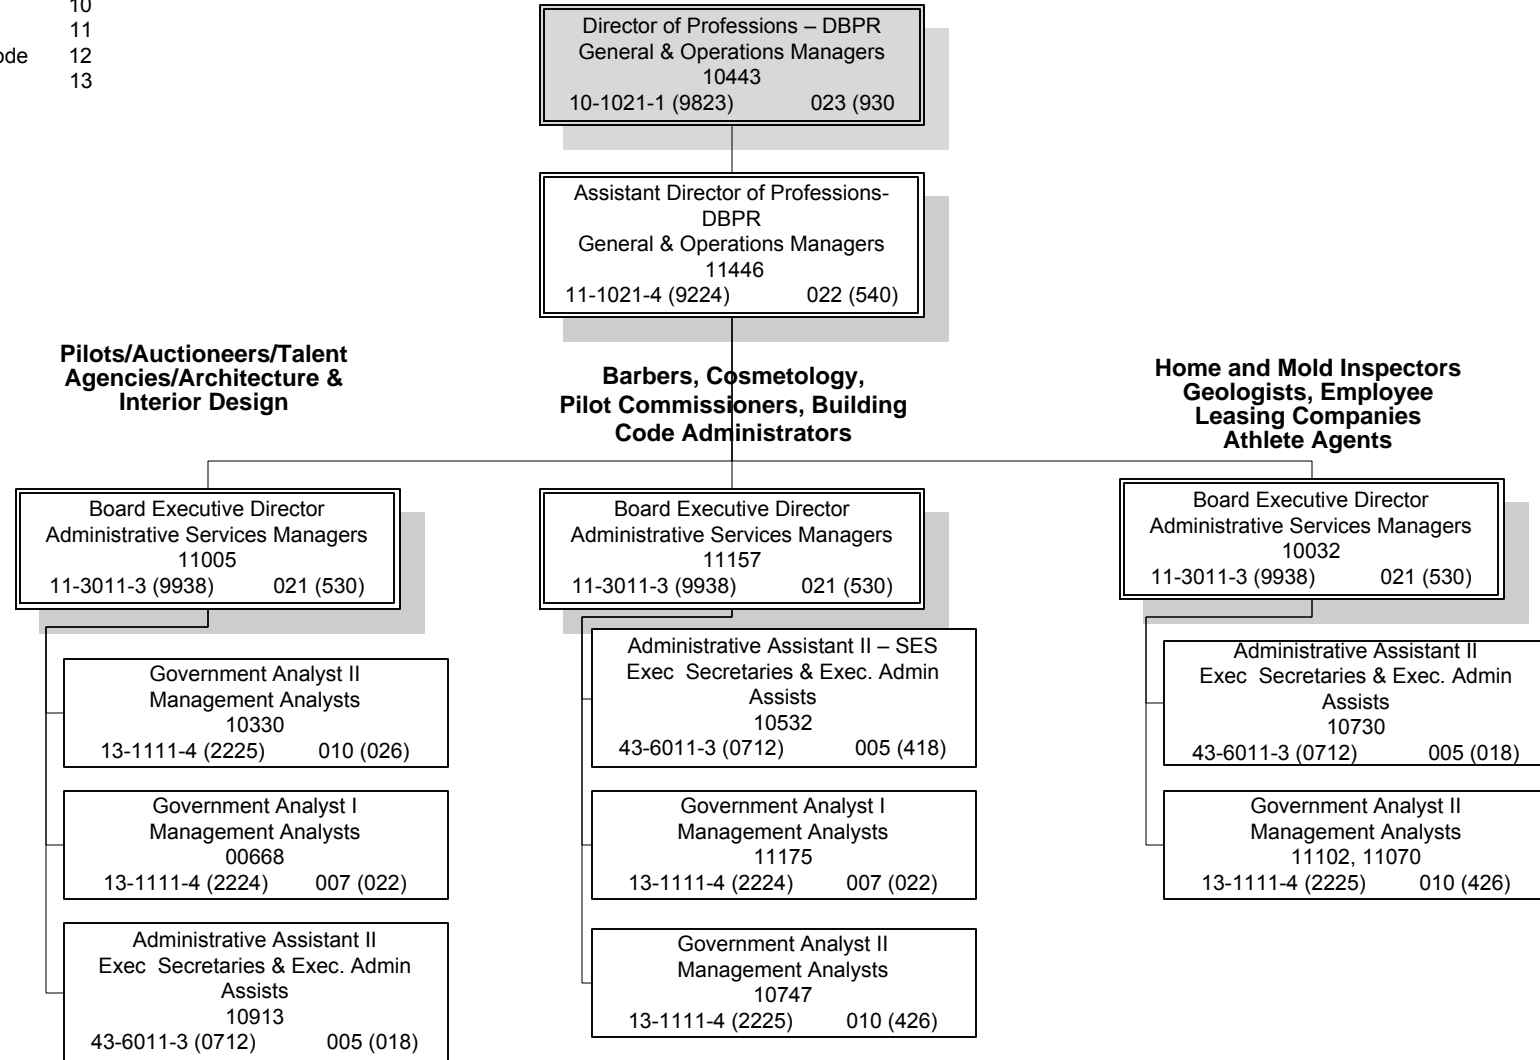 10
11
ode 12
13
Director of Professions – DBPR
General & Operations Managers
10443
10-1021-1 (9823) 023 (930
Assistant Director of Professions-
DBPR
General & Operations Managers
11446
11-1021-4 (9224) 022 (540)
Pilots/Auctioneers/Talent
Agencies/Architecture &
Interior Design
Barbers, Cosmetology,
Pilot Commissioners, Building
Code Administrators
Home and Mold Inspectors
Geologists, Employee
Leasing Companies
Athlete Agents
Board Executive Director
Administrative Services Managers
11005
11-3011-3 (9938) 021 (530)
Government Analyst II
Management Analysts
10330
13-1111-4 (2225) 010 (026)
Government Analyst I
Management Analysts
00668
13-1111-4 (2224) 007 (022)
Administrative Assistant II
Exec Secretaries & Exec. Admin
Assists
10913
43-6011-3 (0712) 005 (018)
Board Executive Director
Administrative Services Managers
11157
11-3011-3 (9938) 021 (530)
Administrative Assistant II – SES
Exec Secretaries & Exec. Admin
Assists
10532
43-6011-3 (0712) 005 (418)
Government Analyst I
Management Analysts
11175
13-1111-4 (2224) 007 (022)
Government Analyst II
Management Analysts
10747
13-1111-4 (2225) 010 (426)
Board Executive Director
Administrative Services Managers
10032
11-3011-3 (9938) 021 (530)
Administrative Assistant II
Exec Secretaries & Exec. Admin
Assists
10730
43-6011-3 (0712) 005 (018)
Government Analyst II
Management Analysts
11102, 11070
13-1111-4 (2225) 010 (426)